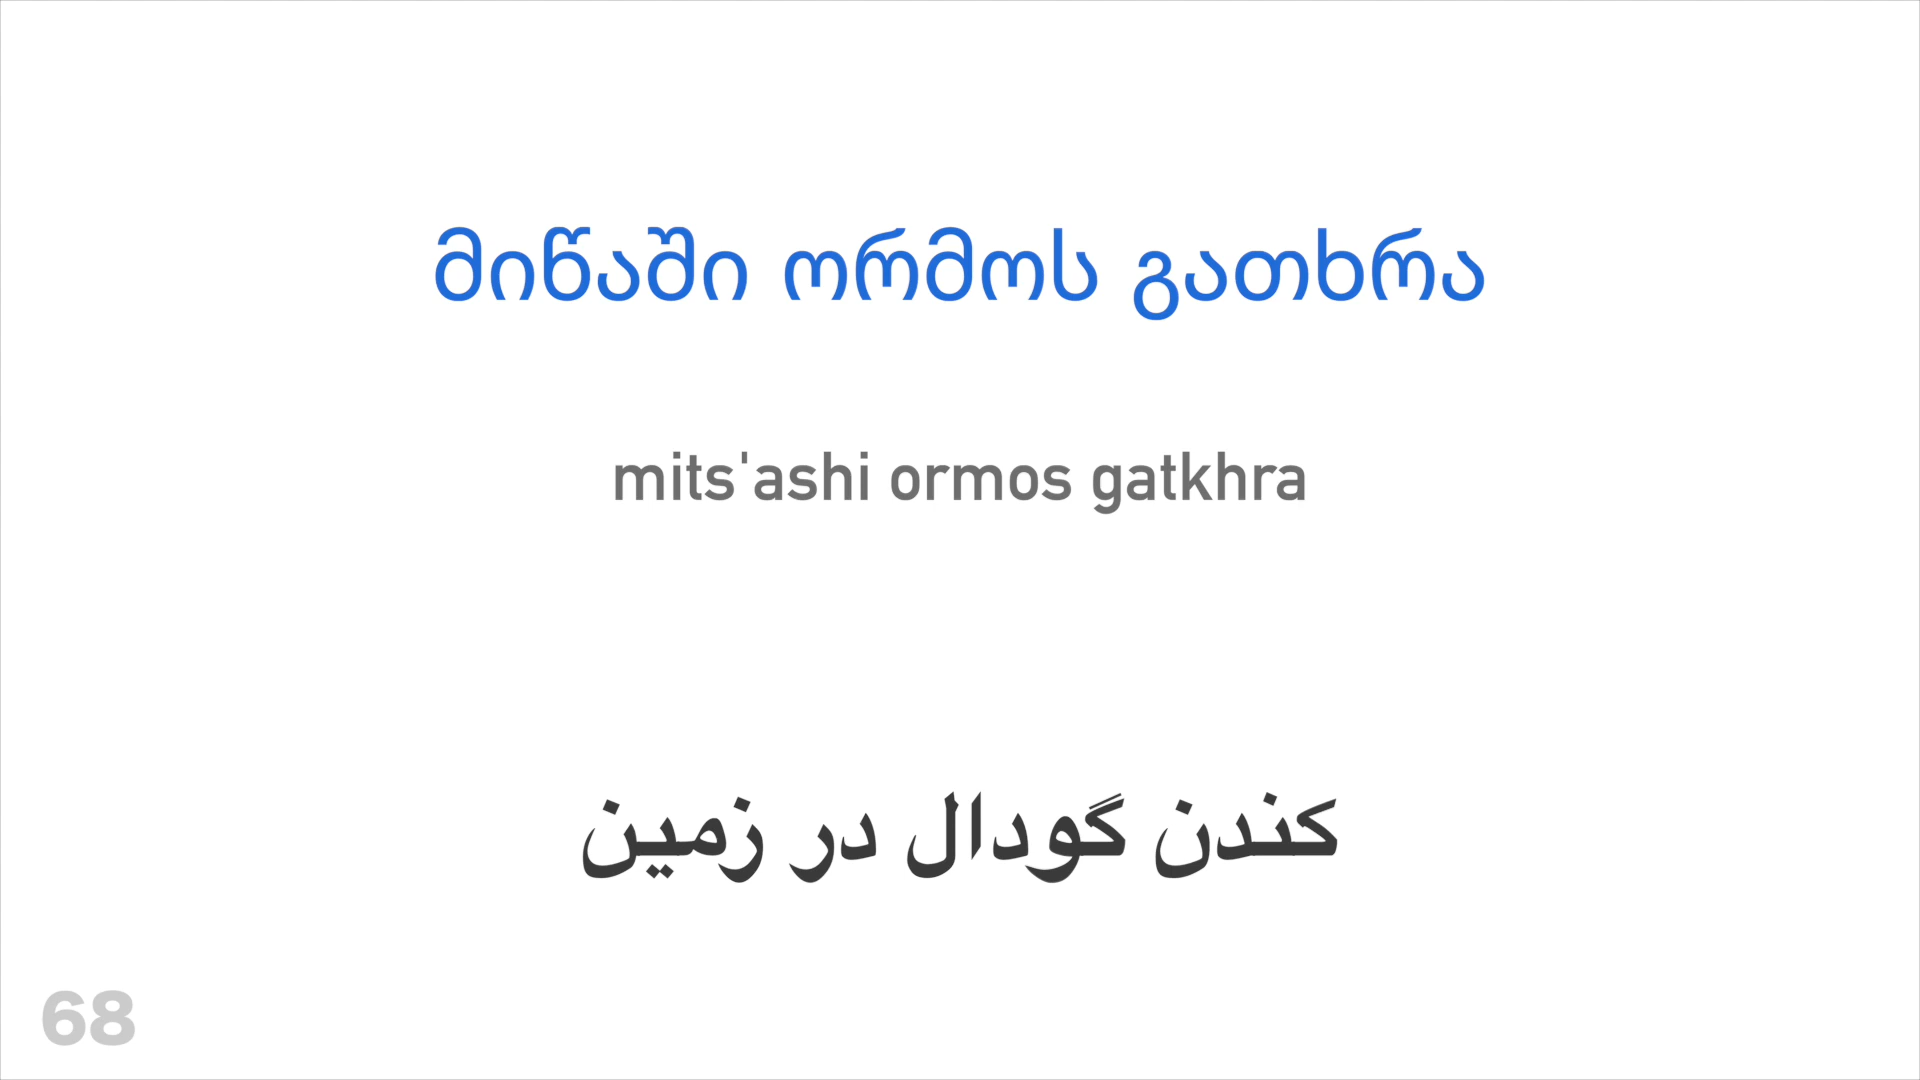 მიწაში ორმოს გათხრა
mits'ashi ormos gatkhra
کندن گودال در زمین
68